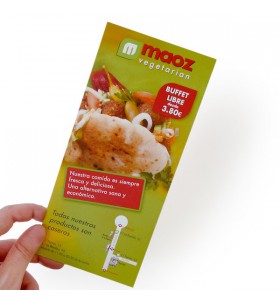 m maoz
vegetarian
BUFFET
LIBRE
desde
3.80€
Nuestra comida es siempre
fresca y deliciosa.
Una alternativa sana y
económica.
Todos nuestros
productos son
caseros